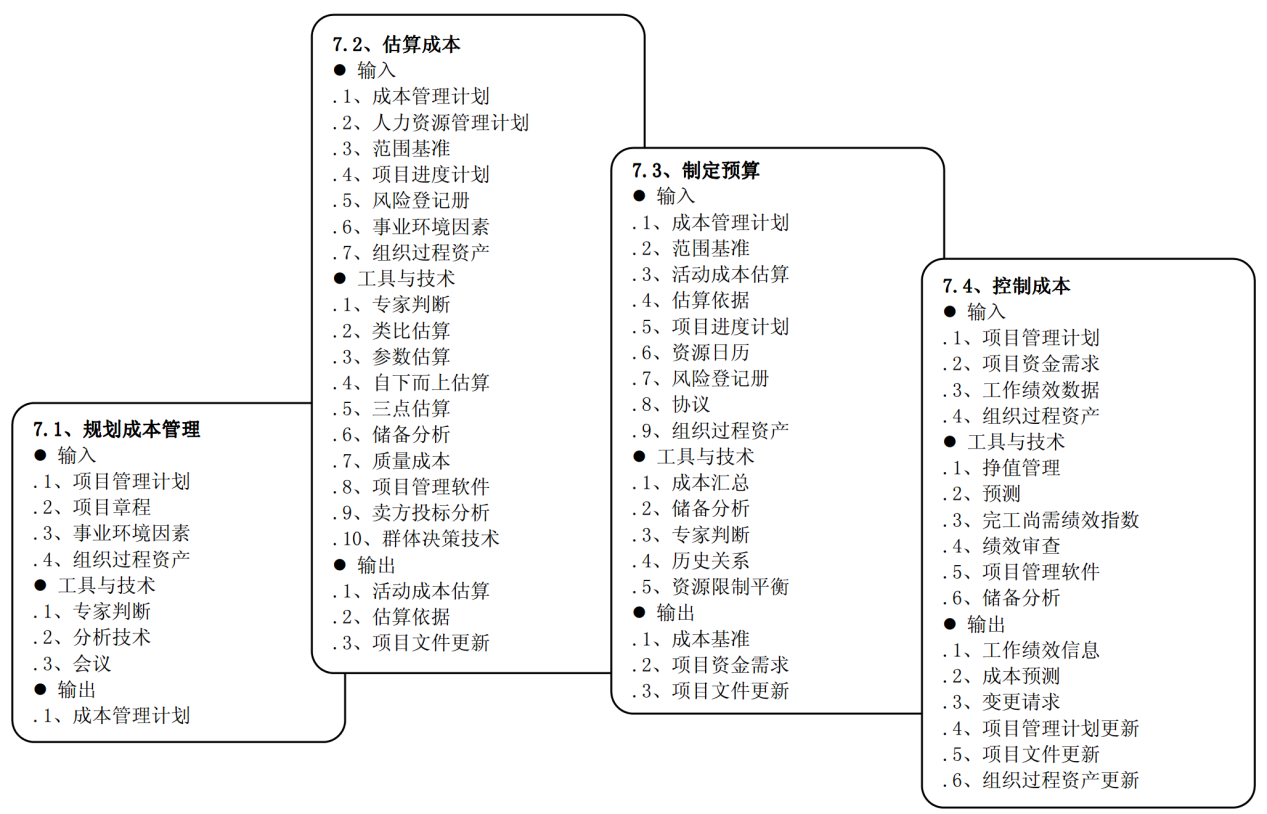 7.1、规划成本管理
● 输入
.1、项目管理计划
.2、项目章程
.3、事业环境因素
.4、组织过程资产
● 工具与技术
.1、专家判断
.2、分析技术
.3、会议
● 输出
.1、成本管理计划
7.2、估算成本
● 输入
.1、成本管理计划
.2、人力资源管理计划
.3、范围基准
.4、项目进度计划
.5、风险登记册
.6、事业环境因素
.7、组织过程资产
● 工具与技术
.1、专家判断
.2、类比估算
.3、参数估算
.4、自下而上估算
.5、三点估算
.6、储备分析
.7、质量成本
.8、项目管理软件
.9、卖方投标分析
.10、群体决策技术
● 输出
.1、活动成本估算
.2、估算依据
.3、项目文件更新
7.3、制定预算
● 输入
.1、成本管理计划
.2、范围基准
.3、活动成本估算
.4、估算依据
.5、项目进度计划
.6、资源日历
.7、风险登记册
.8、协议
.9、组织过程资产
● 工具与技术
.1、成本汇总
.2、储备分析
.3、专家判断
.4、历史关系
.5、资源限制平衡
● 输出
.1、成本基准
.2、项目资金需求
.3、项目文件更新
7.4、控制成本
● 输入
.1、项目管理计划
.2、项目资金需求
.3、工作绩效数据
.4、组织过程资产
● 工具与技术
.1、挣值管理
.2、预测
.3、完工尚需绩效指数
.4、绩效审查
.5、项目管理软件
.6、储备分析
● 输出
.1、工作绩效信息
.2、成本预测
.3、变更请求
.4、项目管理计划更新
.5、项目文件更新
.6、组织过程资产更新